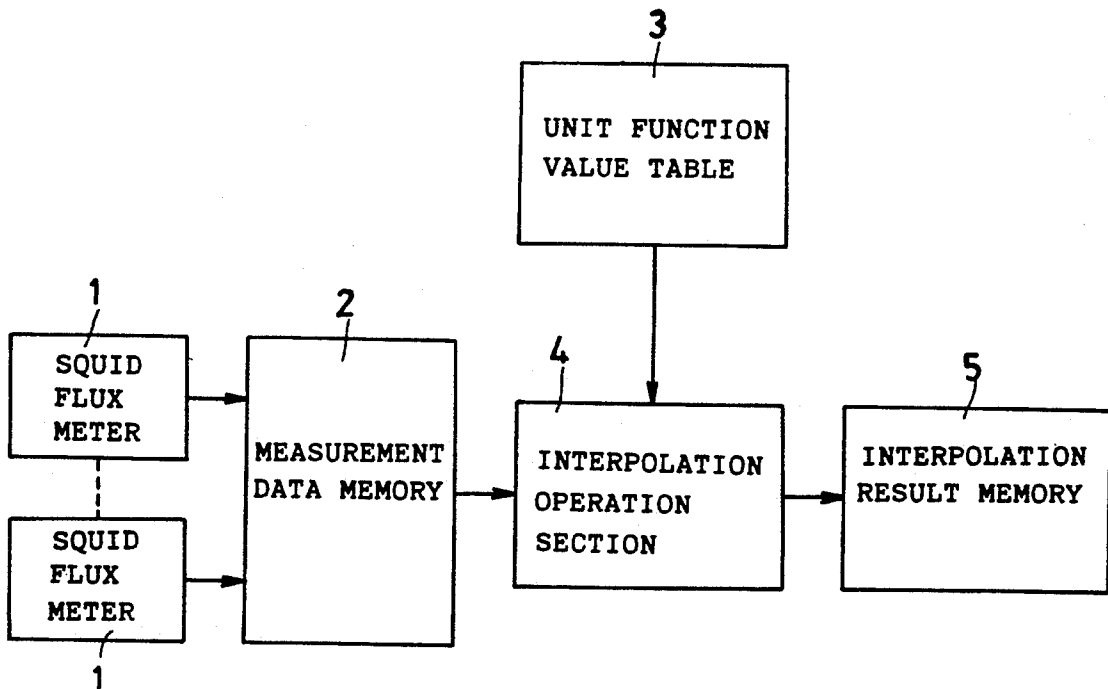 3
UNIT FUNCTION
VALUE TABLE
1
SQUID
FLUX
METER
2
MEASUREMENT
DATA MEMORY
4
INTERPOLATION
OPERATION
SECTION
5
INTERPOLATION
RESULT MEMORY
SQUID
FLUX
METER
1